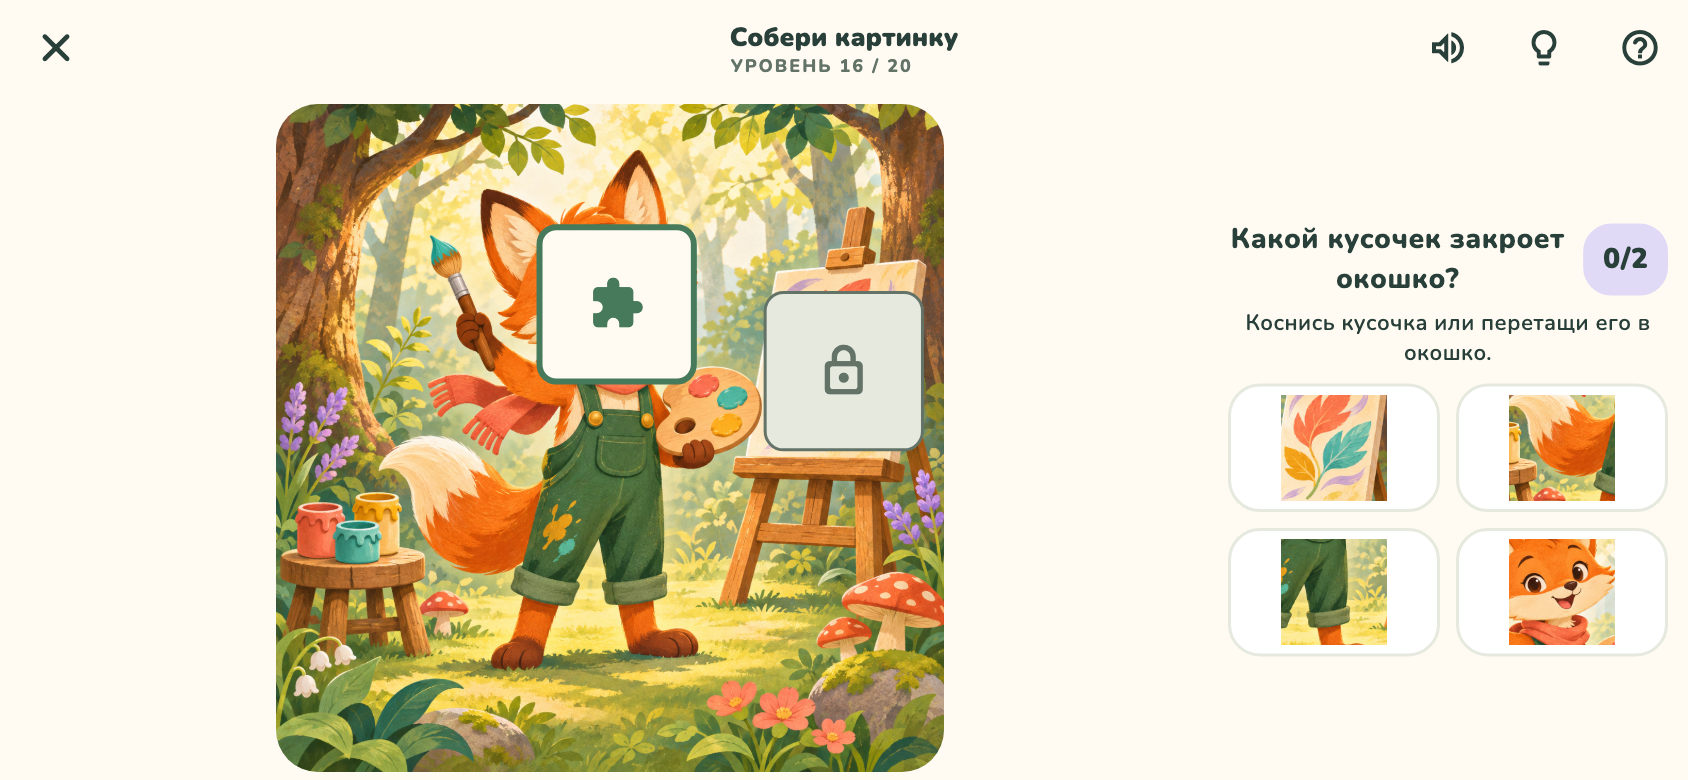 Собери картинку
УРОВЕНЬ 16 / 20
Какой кусочек закроет
окошко?
0/2
Коснись кусочка или перетащи его в
окошко.